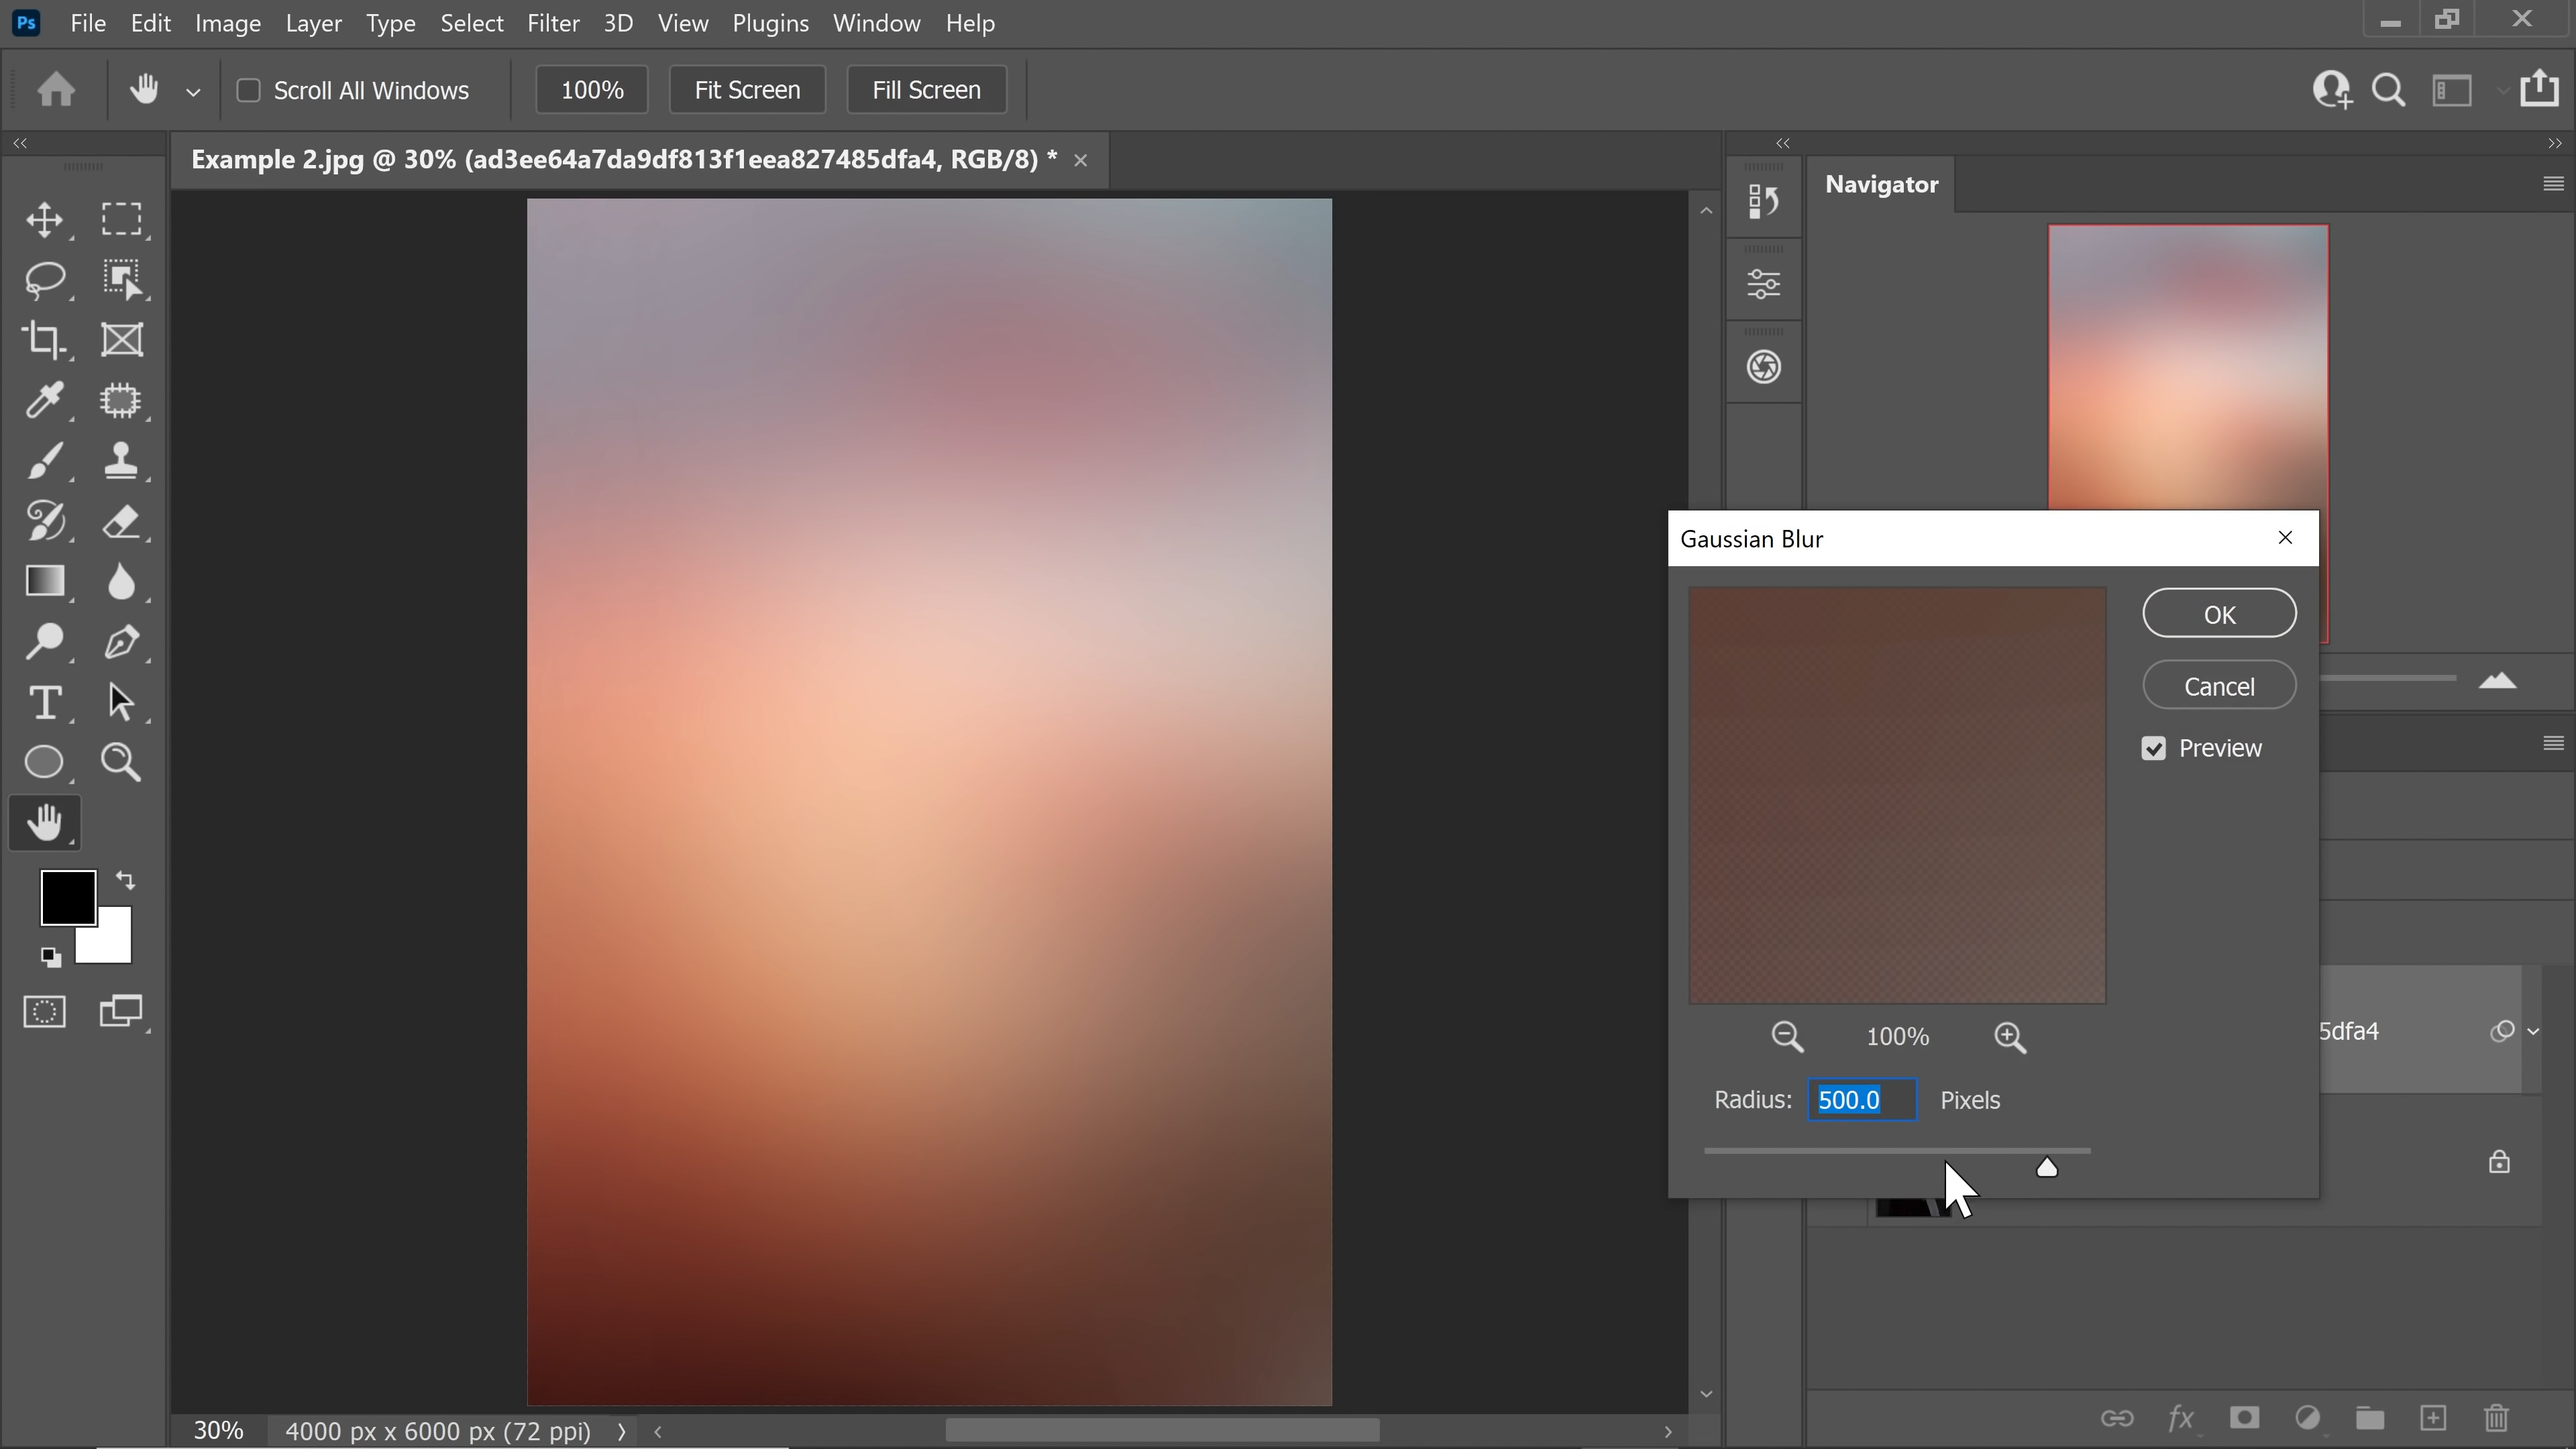 Ps File Edit Image Layer Type Select Filter 3D View Plugins Window Help
Scroll All Windows 100% Fit Screen Fill Screen
Example 2.jpg @ 30% (ad3ee64a7da9df813f1eea827485dfa4, RGB/8) *
Navigator
Gaussian Blur
OK
Cancel
Preview
100%
Radius: 500.0 Pixels
5dfa4
T
fx
30% 4000 px x 6000 px (72 ppi)